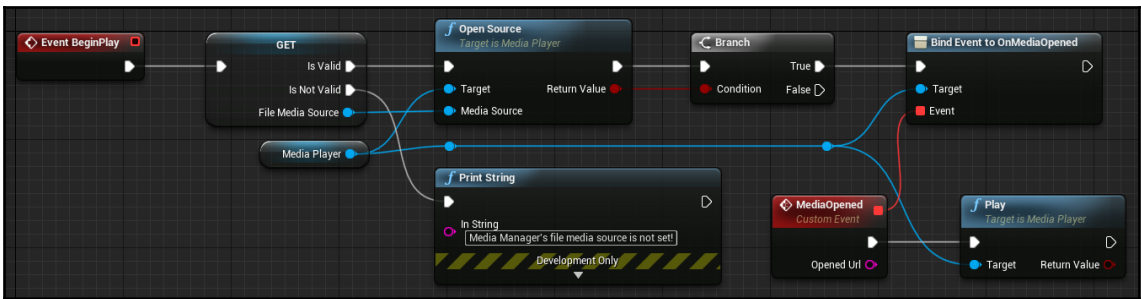 Event BeginPlay
GET
Is Valid
Is Not Valid
File Media Source
Media Player
Open Source
Target is Media Player
Target
Return Value
Media Source
Branch
True
Condition
False
Bind Event to OnMediaOpened
Target
Event
Print String
In String
Media Manager's file media source is not set!
Development Only
MediaOpened
Custom Event
Opened Url
Play
Target is Media Player
Target
Return Value